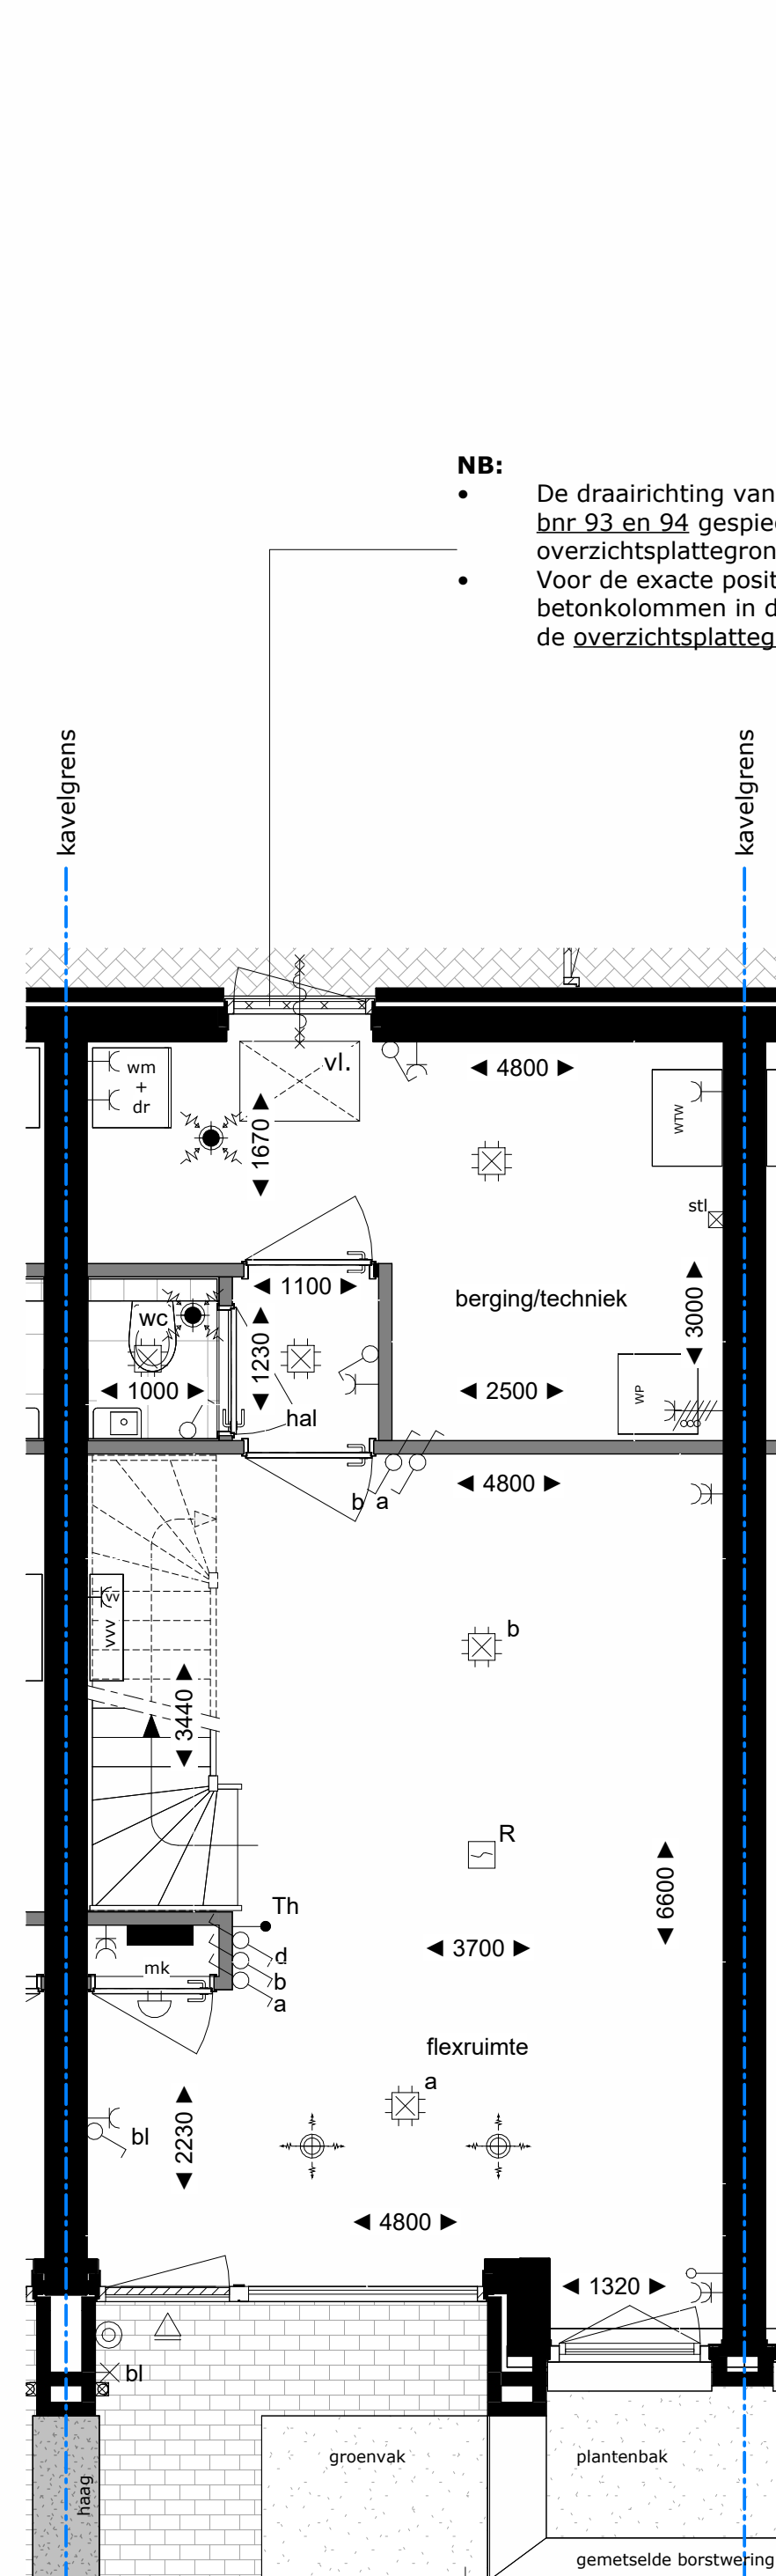 NB:
• De draairichting van
bnr 93 en 94
overzichtsplattegron
• Voor de exacte posit
betonkolommen in d
de overzichtsplatteg
kavelgrens
kavelgrens
vl.
wm
+
dr
4800
WTW
1670
stl
1100
berging/techniek
wc
1230
3000
1000
2500
WP
hal
b a
4800
vvv
b
3440
R
6600
Th
3700
d
mk
b
a
flexruimte
a
bl
2230
4800
1320
bl
groenvak
plantenbak
haag
gemetselde borstwering